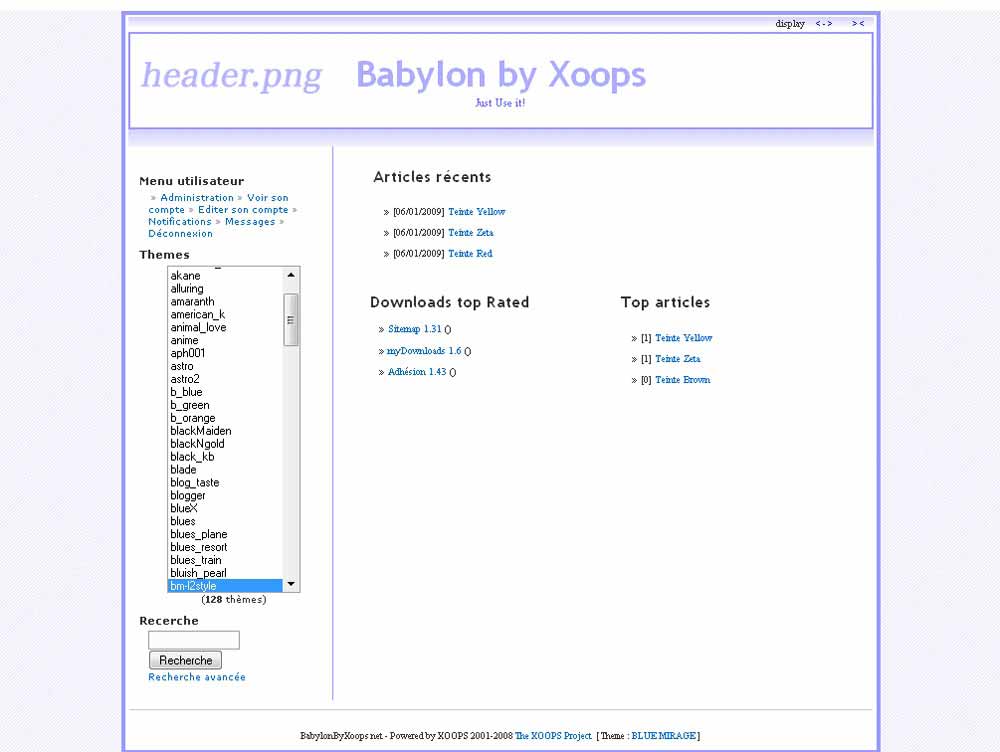 display <-> ><
header.png Babylon by Xoops
Just Use it!
Menu utilisateur
» Administration » Voir son
compte » Editer son compte »
Notifications » Messages »
Déconnexion
Themes
akane
alluring
amaranth
american_k
animal_love
anime
aph001
astro
astro2
b_blue
b_green
b_orange
blackMaiden
blackNgold
black_kb
blade
blog_taste
blogger
blueX
blues
blues_plane
blues_resort
blues_train
bluish_pearl
bm-l2style
(128 thèmes)
Recerche
Recherche
Recherche avancée
Articles récents
» [06/01/2009] Teinte Yellow
» [06/01/2009] Teinte Zeta
» [06/01/2009] Teinte Red
Downloads top Rated
» Sitemap 1.31 ()
» myDownloads 1.6 ()
» Adhésion 1.43 ()
Top articles
» [1] Teinte Yellow
» [1] Teinte Zeta
» [0] Teinte Brown
BabylonByXoops net - Powered by XOOPS 2001-2008 The XOOPS Project [ Theme : BLUE MIRAGE ]